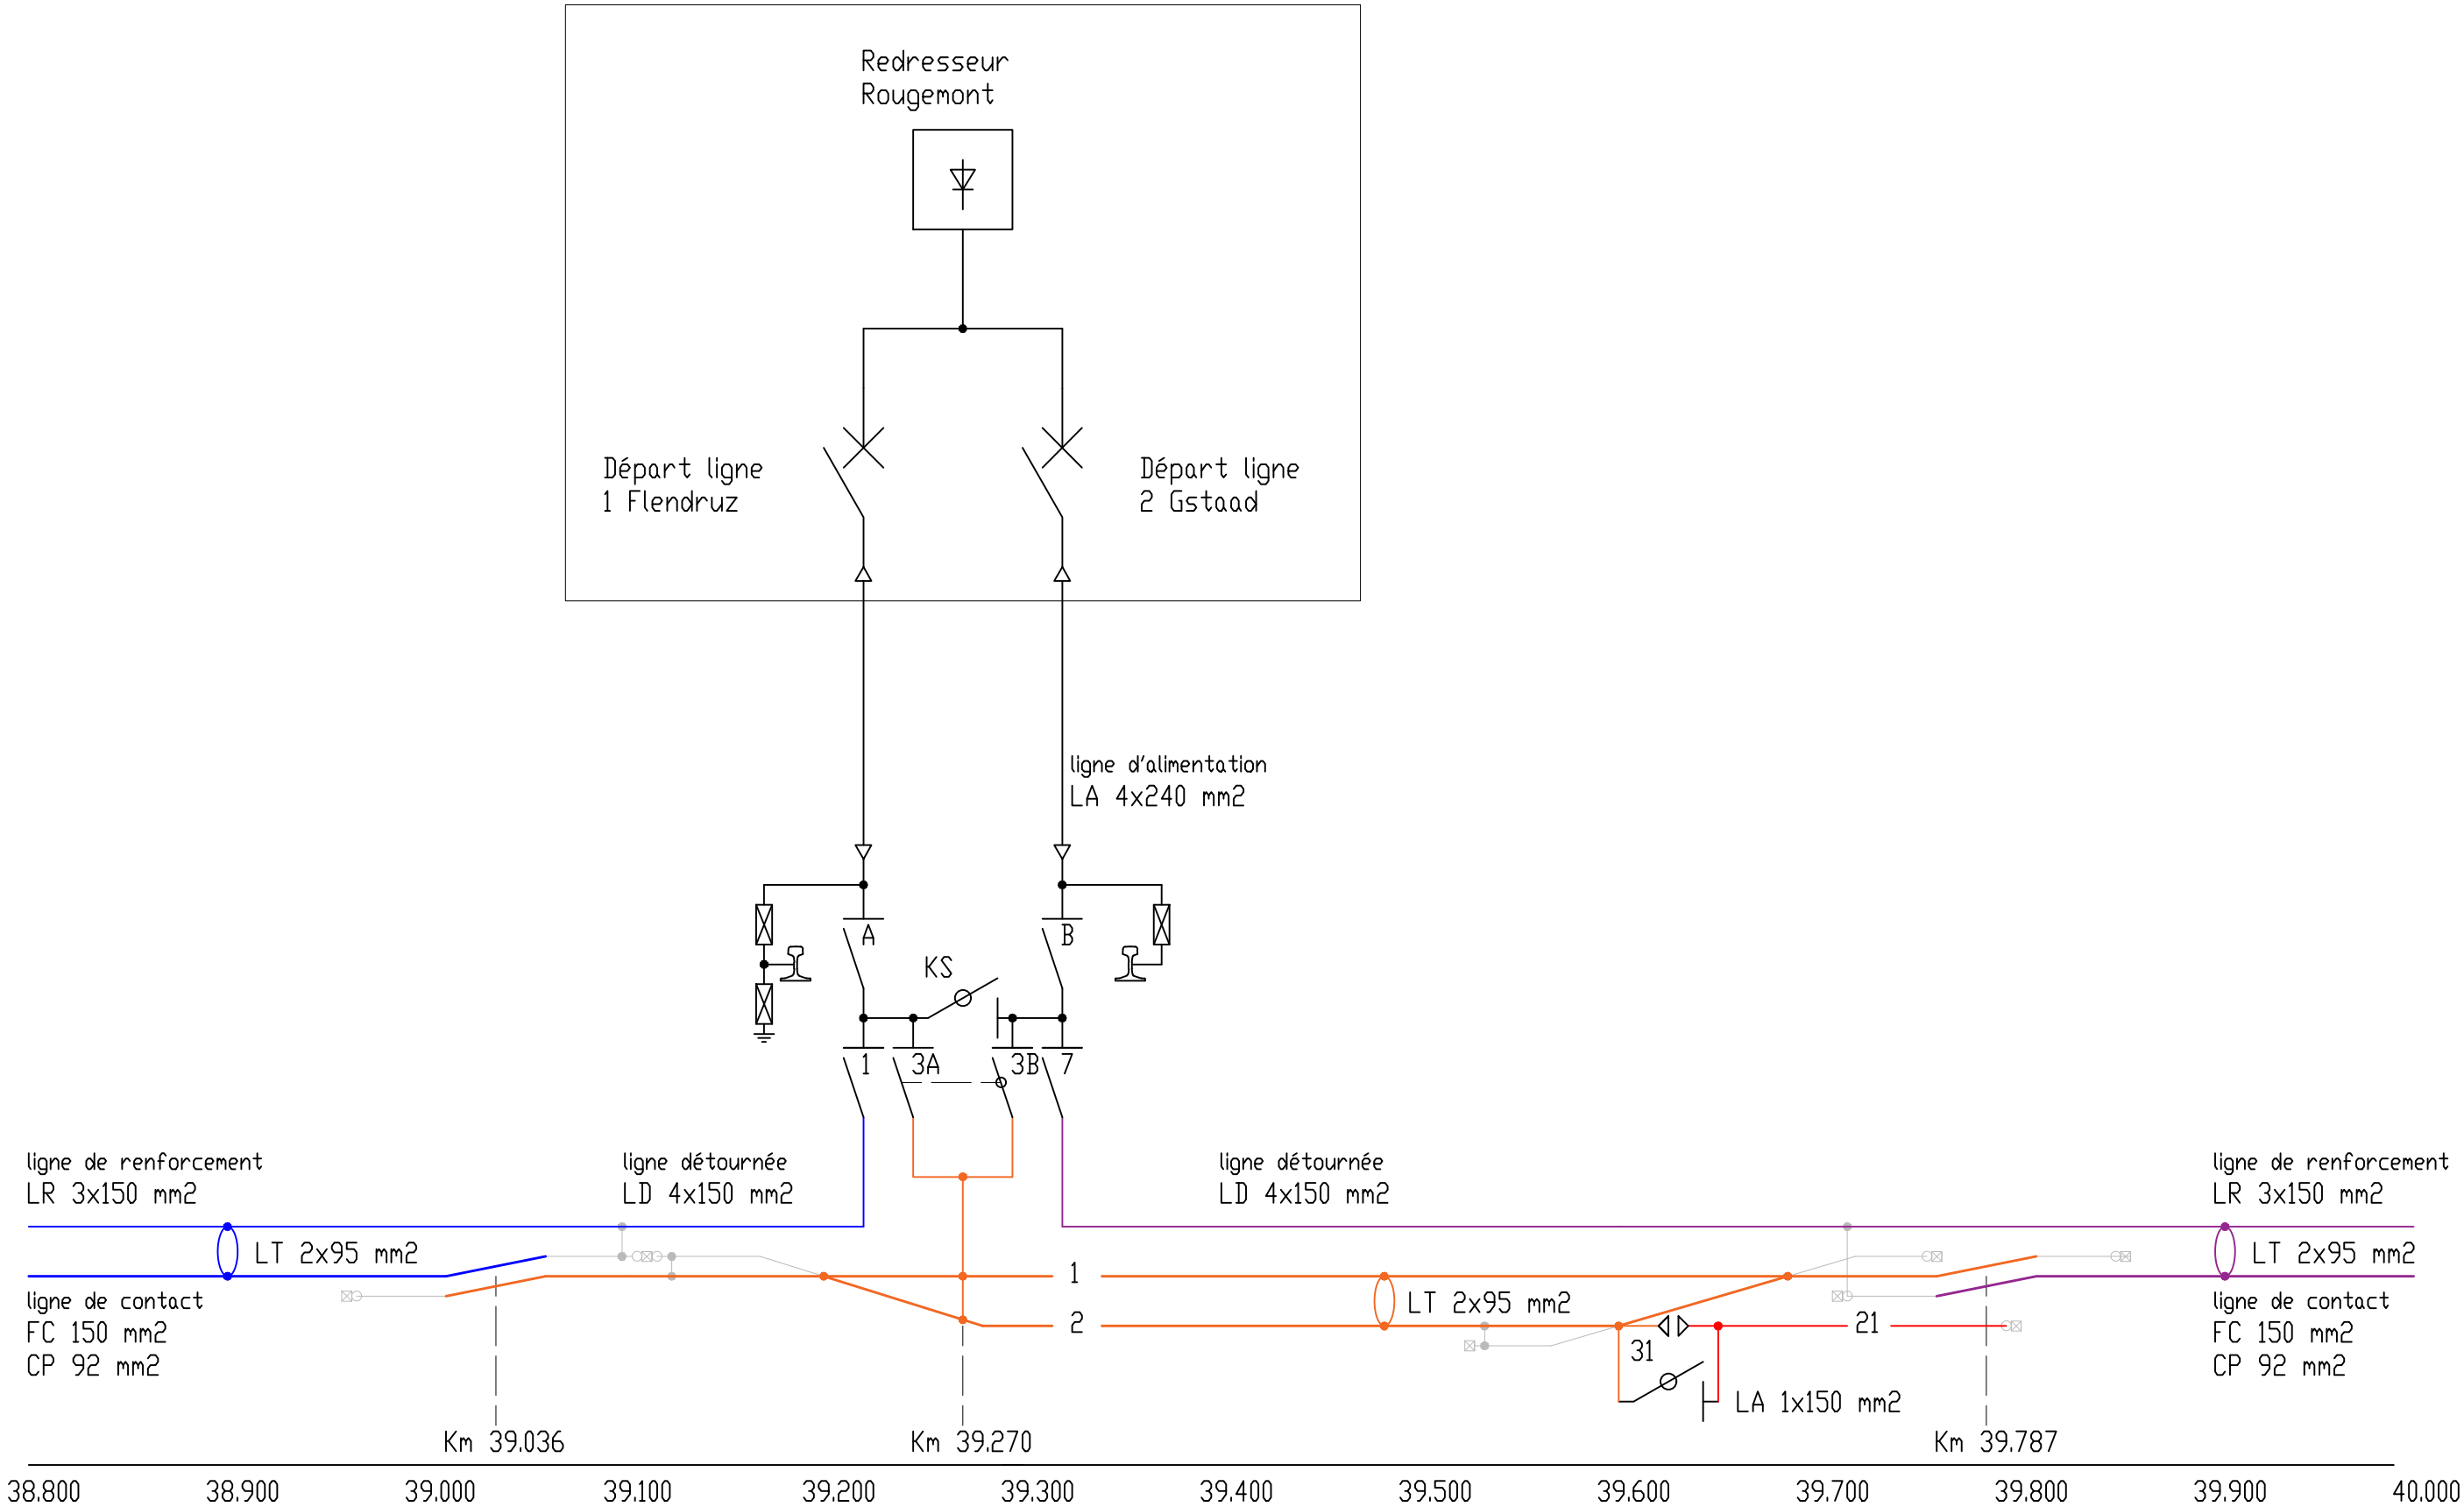 Redresseur
Rougemont
Départ ligne
1 Flendruz
Départ ligne
2 Gstaad
ligne d'alimentation
LA 4x240 mm2
A
B
KS
1
3A
3B
7
ligne de renforcement
LR 3x150 mm2
ligne détournée
LD 4x150 mm2
ligne détournée
LD 4x150 mm2
ligne de renforcement
LR 3x150 mm2
LT 2x95 mm2
LT 2x95 mm2
1
ligne de contact
FC 150 mm2
CP 92 mm2
LT 2x95 mm2
ligne de contact
FC 150 mm2
CP 92 mm2
2
21
31
LA 1x150 mm2
Km 39.036
Km 39.270
Km 39.787
38.800 38.900 39.000 39.100 39.200 39.300 39.400 39.500 39.600 39.700 39.800 39.900 40.000